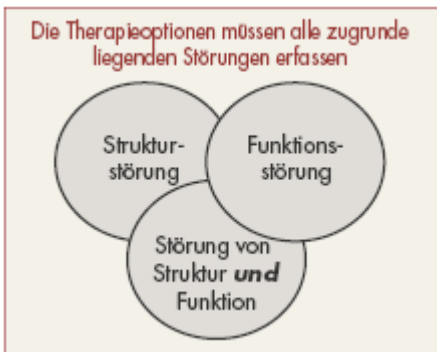 Die Therapieoptionen müssen alle zugrunde
liegenden Störungen erfassen
Struktur-
störung
Funktions-
störung
Störung von
Struktur und
Funktion